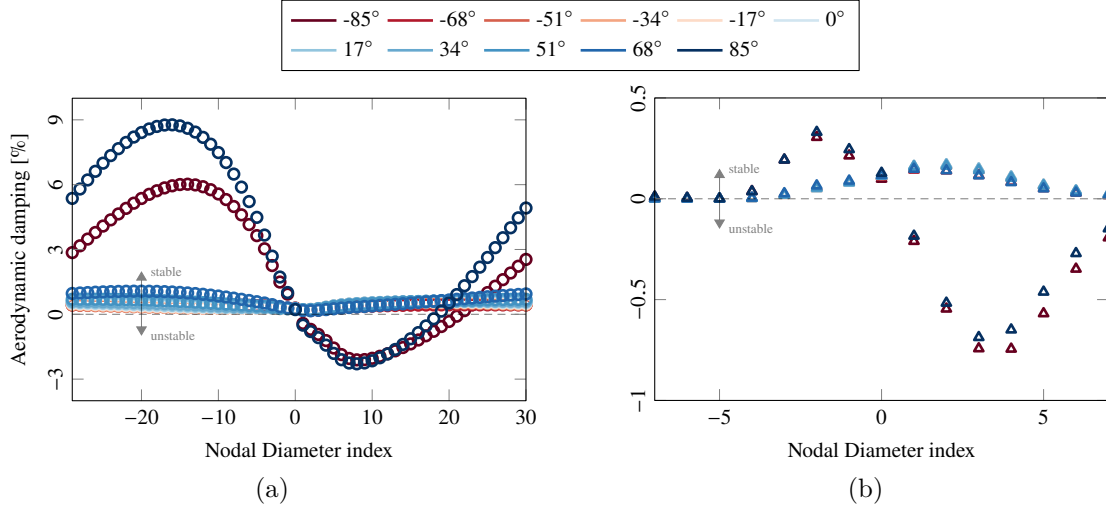 -85° -68° -51° -34° -17° 0°
17° 34° 51° 68° 85°
Aerodynamic damping [%]
9
6
3
0
−3
stable
unstable
−20 −10 0 10 20 30
Nodal Diameter index
(a)
0.5
0
−0.5
−1
stable
unstable
−5 0 5
Nodal Diameter index
(b)